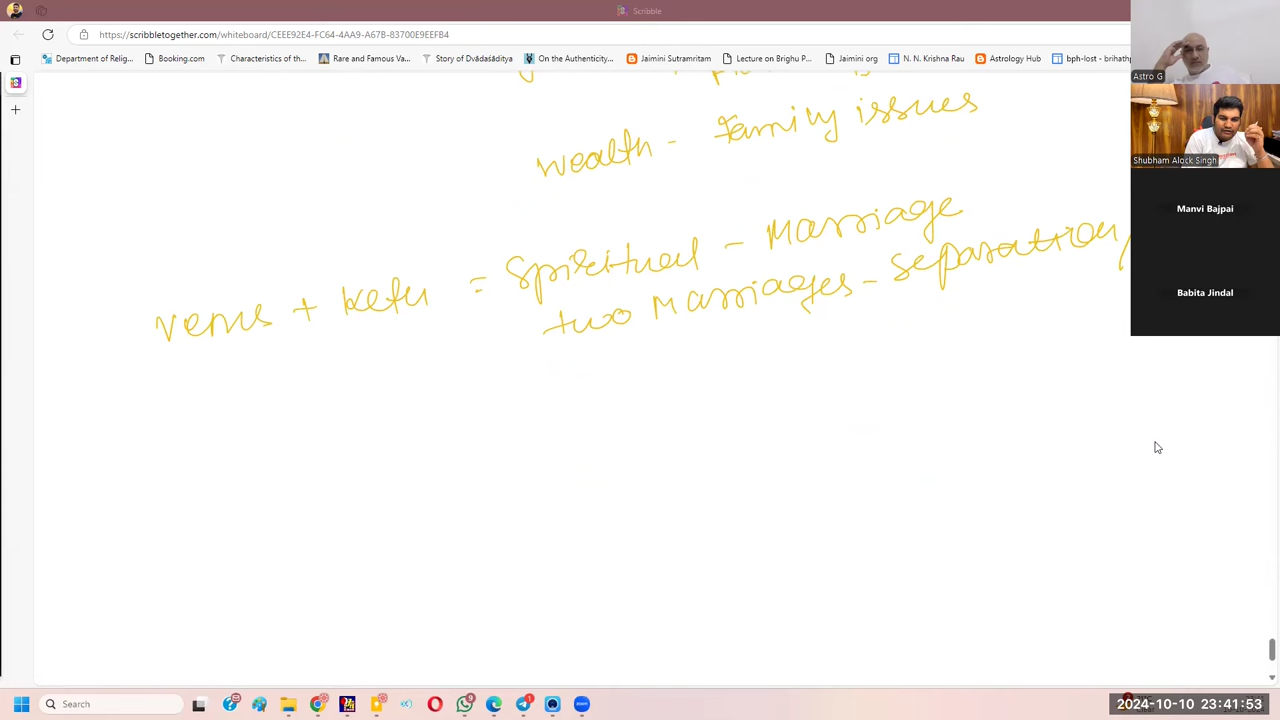 Scribble
https://scribbletogether.com/whiteboard/CEEE92E4-FC64-4AA9-A67B-83700E9EEFB4
Department of Relig... Booking.com Characteristics of th... Rare and Famous Va... Story of Dvādaśāditya On the Authenticity... Jaimini Sutramritam Lecture on Brighu P... Jaimini org N. N. Krishna Rau Astrology Hub bph-lost - brihathp
wealth - family issues
venus + Ketu = Spiritual - Marriage
two Marriages - separation/
Astro G
Shubham Alock Singh
Manvi Bajpai
Babita Jindal
Search
2024-10-10 23:41:53